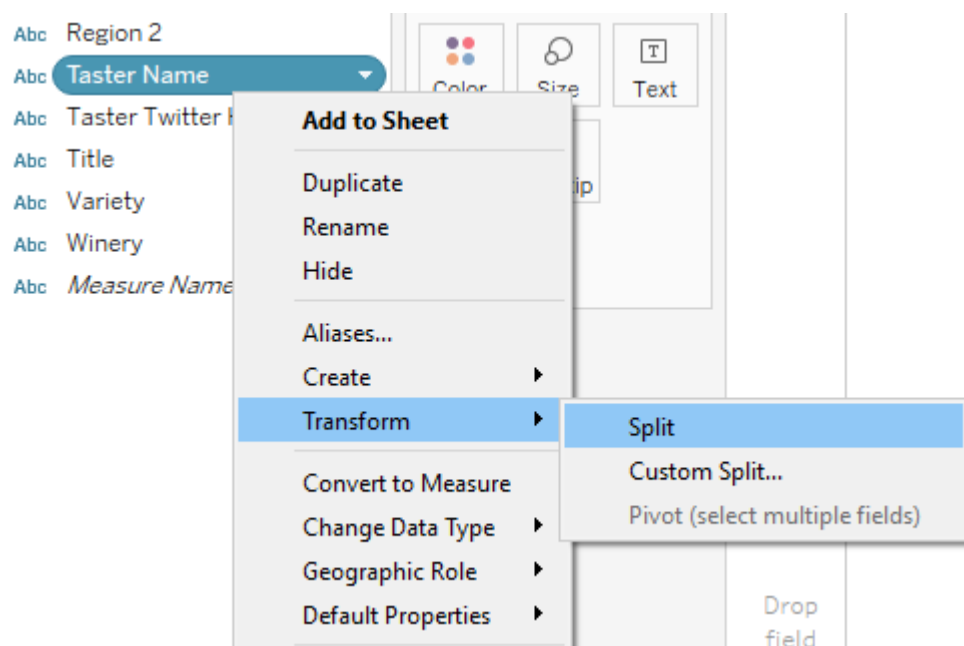 Abc Region 2
Abc Taster Name
Abc Taster Twitter
Abc Title
Abc Variety
Abc Winery
Abc Measure Name
Color
Size
T
Text
ip
Add to Sheet
Duplicate
Rename
Hide
Aliases...
Create
Transform
Convert to Measure
Change Data Type
Geographic Role
Default Properties
Split
Custom Split...
Pivot (select multiple fields)
Drop
field